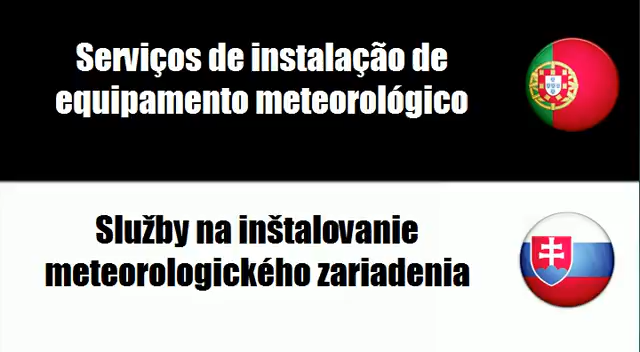 Serviços de instalação de
equipamento meteorológico
Služby na inštalovanie
meteorologického zariadenia